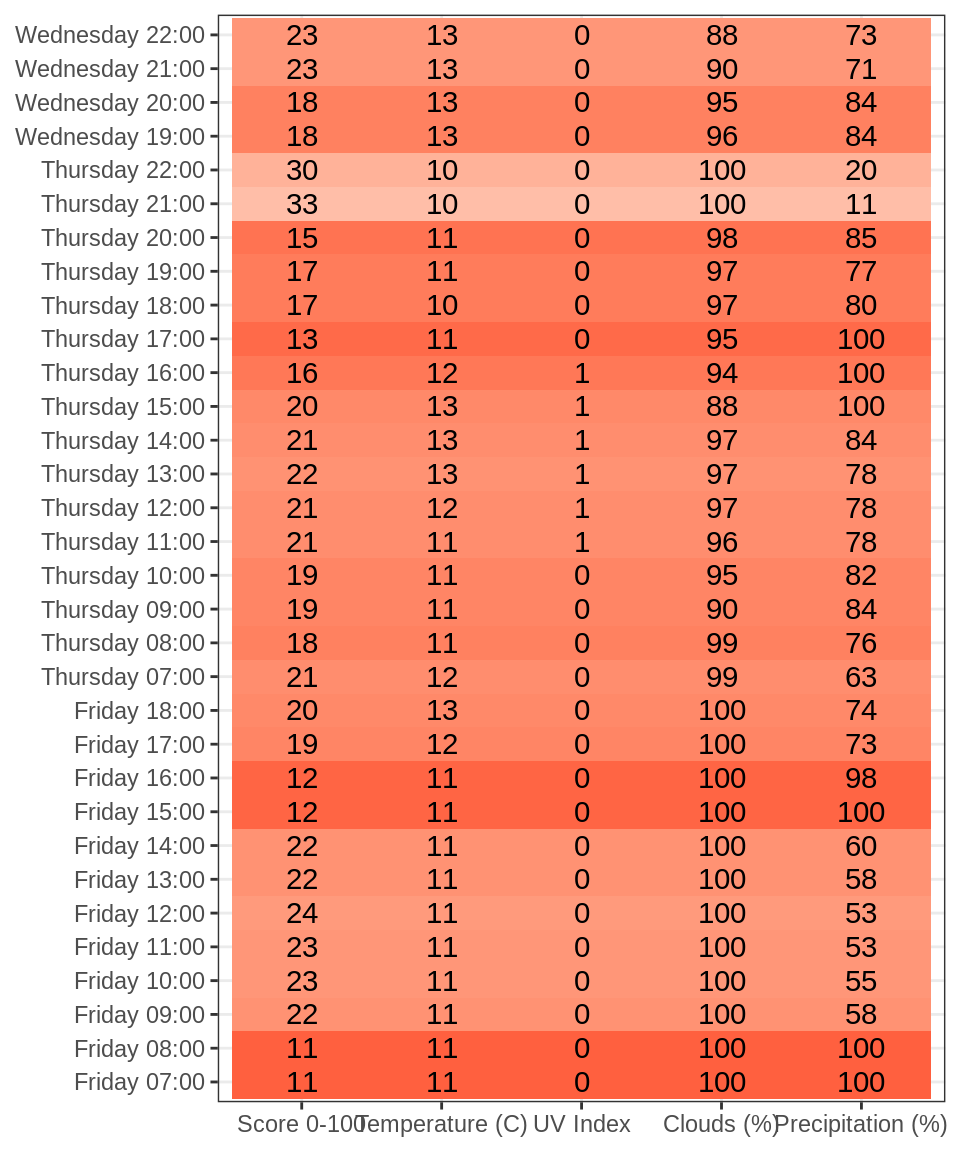 Wednesday 22:00 23 13 0 88 73
Wednesday 21:00 23 13 0 90 71
Wednesday 20:00 18 13 0 95 84
Wednesday 19:00 18 13 0 96 84
Thursday 22:00 30 10 0 100 20
Thursday 21:00 33 10 0 100 11
Thursday 20:00 15 11 0 98 85
Thursday 19:00 17 11 0 97 77
Thursday 18:00 17 10 0 97 80
Thursday 17:00 13 11 0 95 100
Thursday 16:00 16 12 1 94 100
Thursday 15:00 20 13 1 88 100
Thursday 14:00 21 13 1 97 84
Thursday 13:00 22 13 1 97 78
Thursday 12:00 21 12 1 97 78
Thursday 11:00 21 11 1 96 78
Thursday 10:00 19 11 0 95 82
Thursday 09:00 19 11 0 90 84
Thursday 08:00 18 11 0 99 76
Thursday 07:00 21 12 0 99 63
Friday 18:00 20 13 0 100 74
Friday 17:00 19 12 0 100 73
Friday 16:00 12 11 0 100 98
Friday 15:00 12 11 0 100 100
Friday 14:00 22 11 0 100 60
Friday 13:00 22 11 0 100 58
Friday 12:00 24 11 0 100 53
Friday 11:00 23 11 0 100 53
Friday 10:00 23 11 0 100 55
Friday 09:00 22 11 0 100 58
Friday 08:00 11 11 0 100 100
Friday 07:00 11 11 0 100 100
Score 0-100 Temperature (C) UV Index Clouds (%) Precipitation (%)